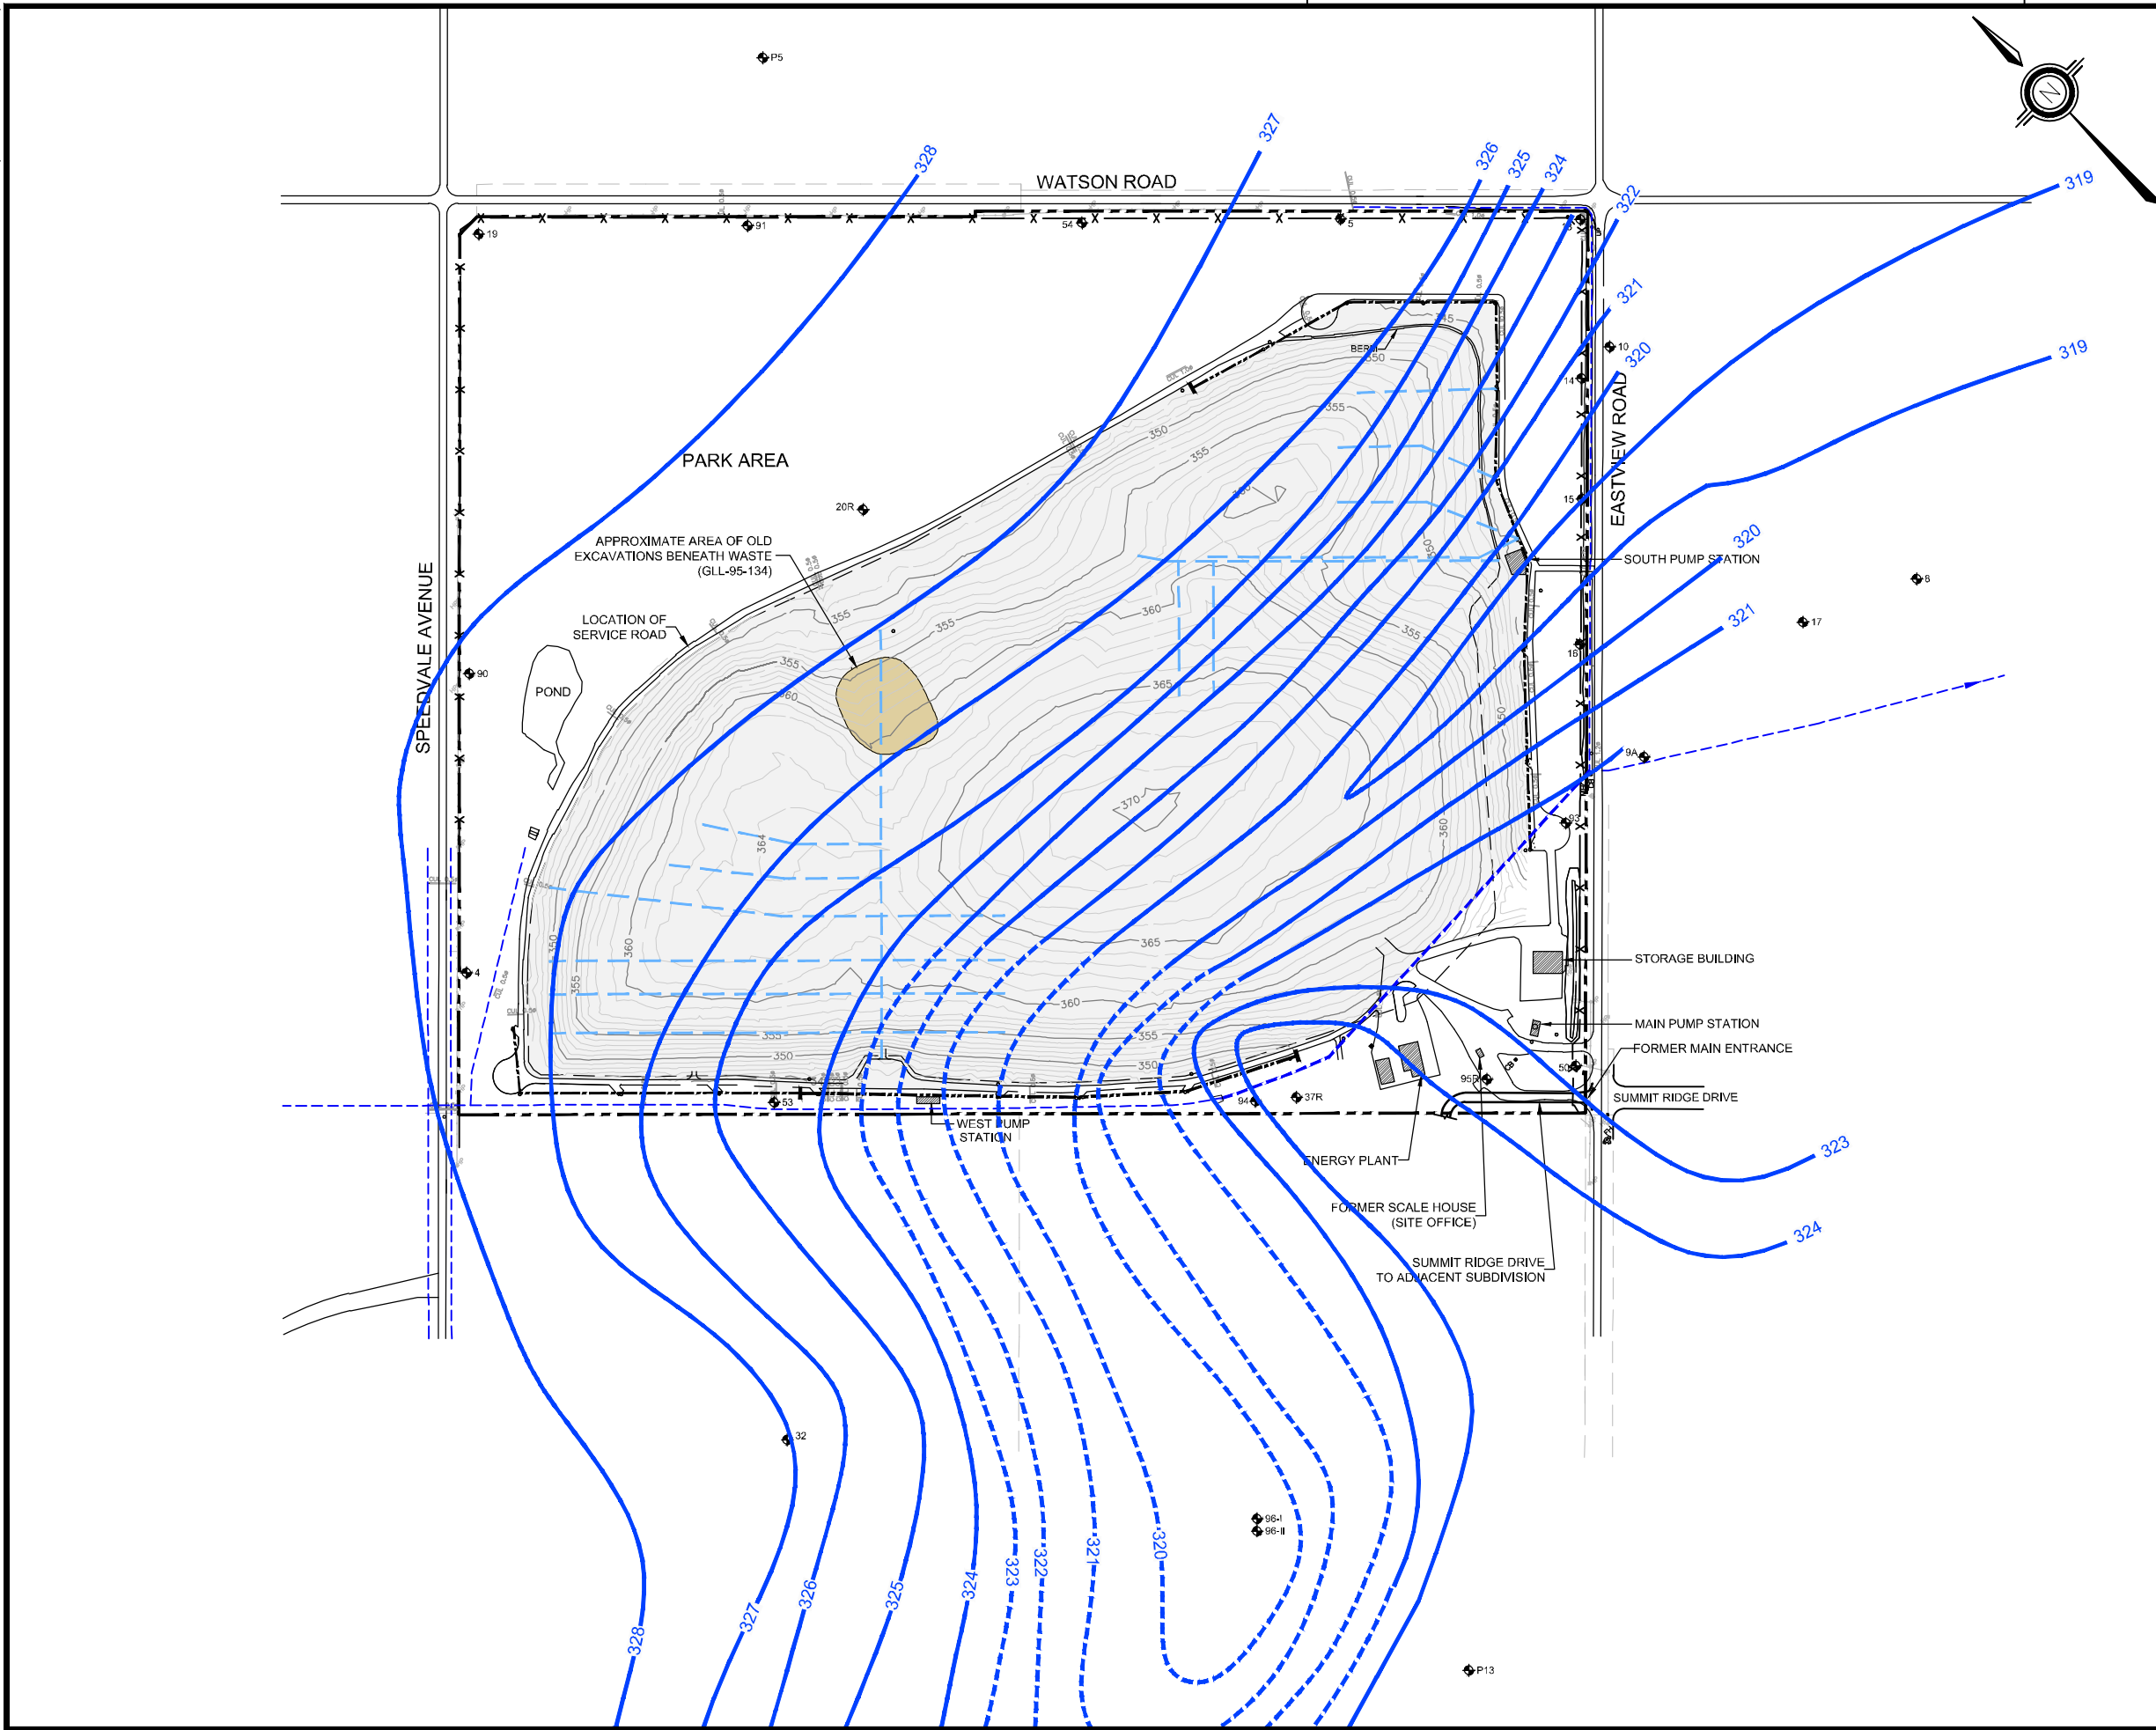 P5
N
328
327
326
325
324
322
319
WATSON ROAD
19
91
54
5
321
10
320
319
14
345
BERM
350
355
EASTVIEW ROAD
PARK AREA
350
355
15
20R
APPROXIMATE AREA OF OLD
EXCAVATIONS BENEATH WASTE
(GLL-95-134)
350
320
SOUTH PUMP STATION
8
LOCATION OF
SERVICE ROAD
355
355
360
355
321
17
16
SPEEDVALE AVENUE
90
POND
355
360
365
350
9A
370
364
360
93
350
360
365
STORAGE BUILDING
4
355
360
MAIN PUMP STATION
355
350
355
350
FORMER MAIN ENTRANCE
50
95R
53
94
37R
SUMMIT RIDGE DRIVE
WEST PUMP
STATION
323
ENERGY PLANT
FORMER SCALE HOUSE
(SITE OFFICE)
324
SUMMIT RIDGE DRIVE
TO ADJACENT SUBDIVISION
32
96-I
96-II
328
327
326
325
324
323
322
321
320
P13